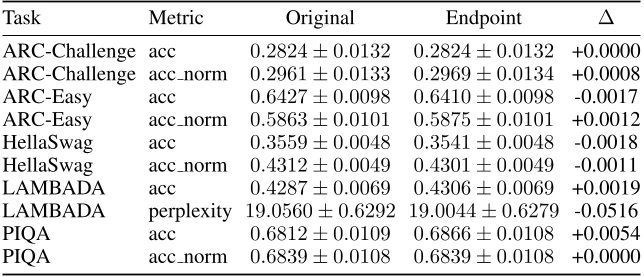 Task Metric Original Endpoint Δ
ARC-Challenge acc 0.2824 ± 0.0132 0.2824 ± 0.0132 +0.0000
ARC-Challenge acc_norm 0.2961 ± 0.0133 0.2969 ± 0.0134 +0.0008
ARC-Easy acc 0.6427 ± 0.0098 0.6410 ± 0.0098 -0.0017
ARC-Easy acc_norm 0.5863 ± 0.0101 0.5875 ± 0.0101 +0.0012
HellaSwag acc 0.3559 ± 0.0048 0.3541 ± 0.0048 -0.0018
HellaSwag acc_norm 0.4312 ± 0.0049 0.4301 ± 0.0049 -0.0011
LAMBADA acc 0.4287 ± 0.0069 0.4306 ± 0.0069 +0.0019
LAMBADA perplexity 19.0560 ± 0.6292 19.0044 ± 0.6279 -0.0516
PIQA acc 0.6812 ± 0.0109 0.6866 ± 0.0108 +0.0054
PIQA acc_norm 0.6839 ± 0.0108 0.6839 ± 0.0108 +0.0000